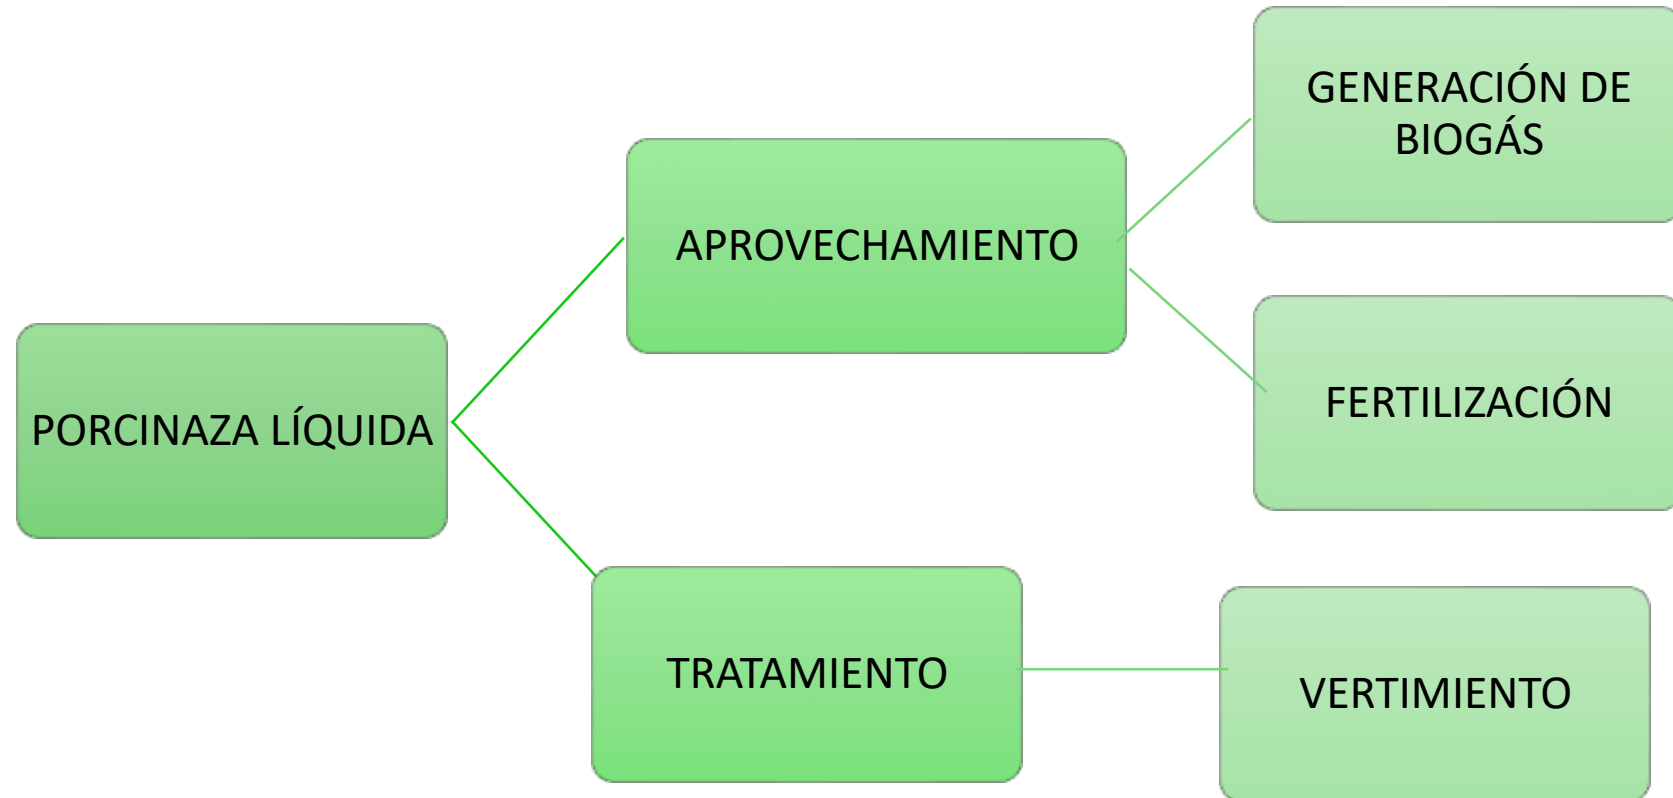 PORCINAZA LÍQUIDA
APROVECHAMIENTO
GENERACIÓN DE
BIOGÁS
FERTILIZACIÓN
TRATAMIENTO
VERTIMIENTO